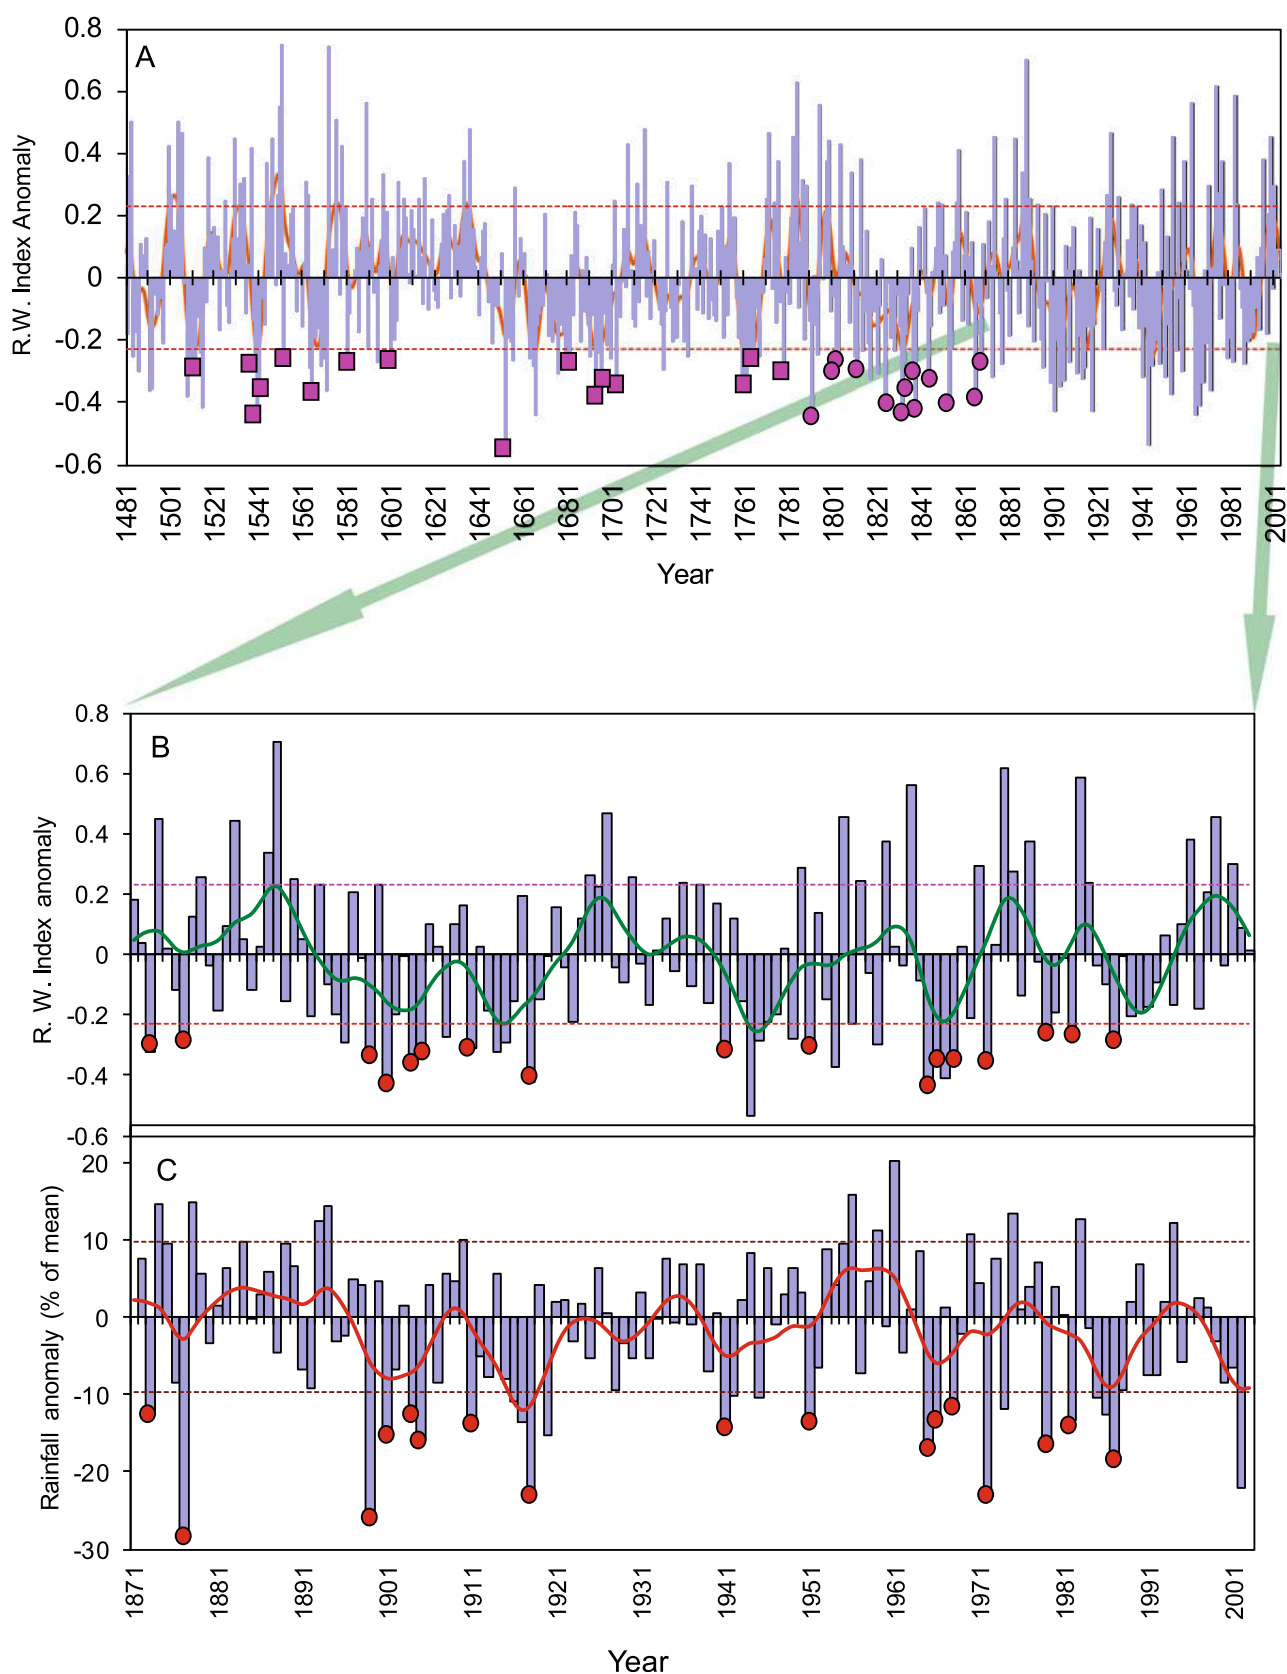 A
0.8
0.6
0.4
0.2
0
-0.2
-0.4
-0.6
R.W. Index Anomaly
1481 1501 1521 1541 1561 1581 1601 1621 1641 1661 1681 1701 1721 1741 1761 1781 1801 1821 1841 1861 1881 1901 1921 1941 1961 1981 2001
Year
B
0.8
0.6
0.4
0.2
0
-0.2
-0.4
-0.6
R. W. Index anomaly
C
20
10
0
-10
-20
-30
Rainfall anomaly (% of mean)
1871 1881 1891 1901 1911 1921 1931 1941 1951 1961 1971 1981 1991 2001
Year